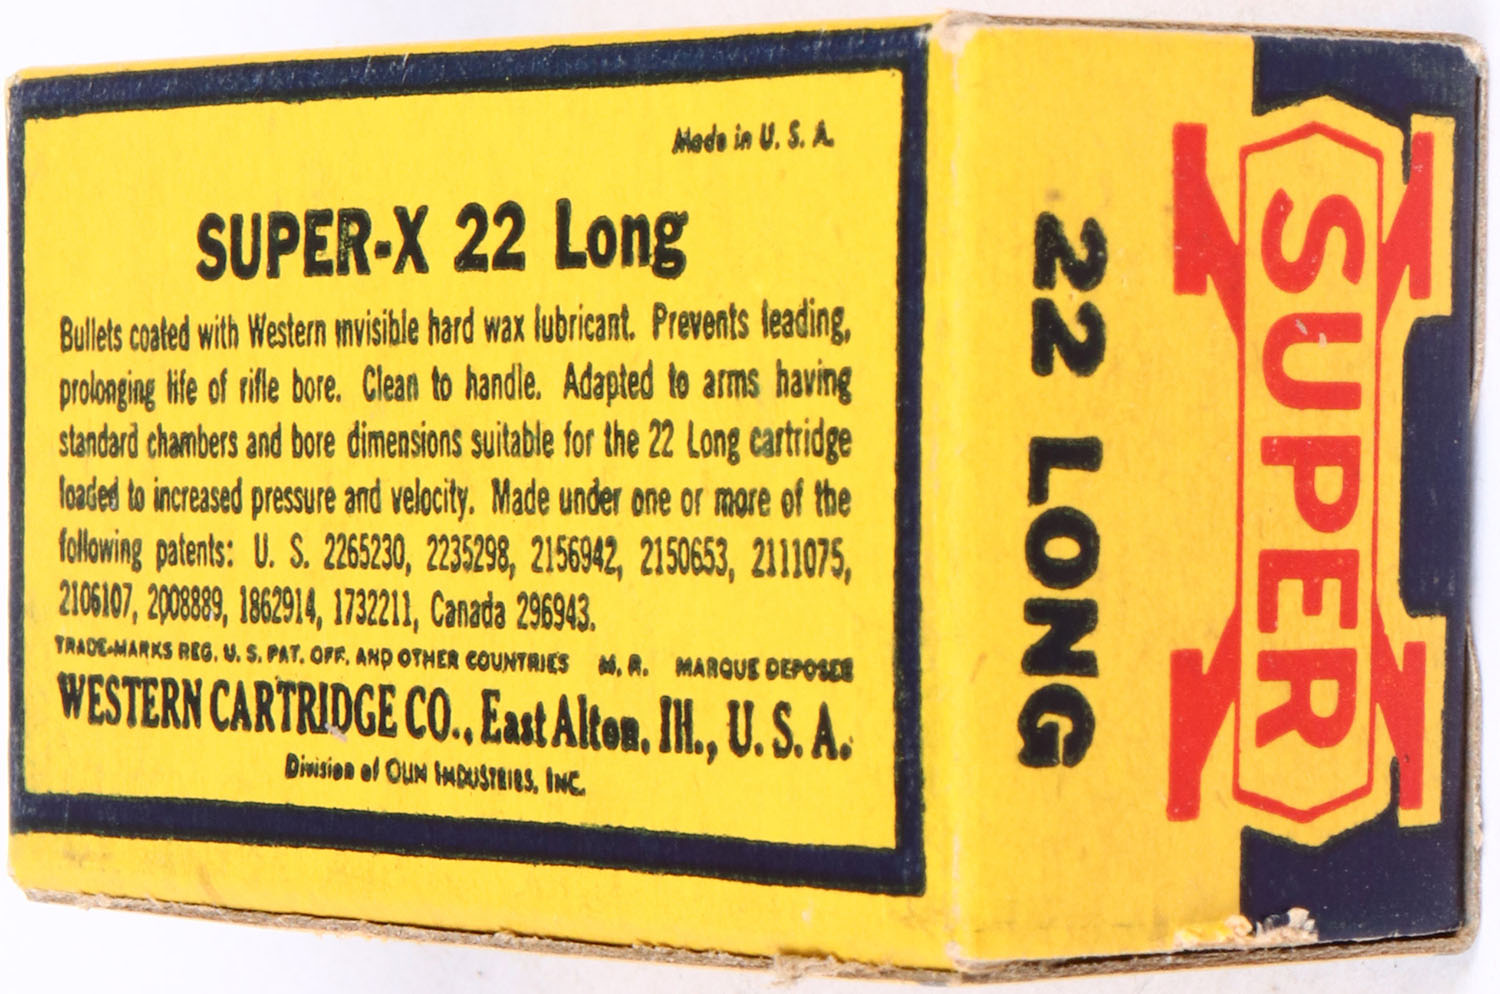 Made in U. S. A.
SUPER-X 22 Long
Bullets coated with Western invisible hard wax lubricant. Prevents leading,
prolonging life of rifle bore. Clean to handle. Adapted to arms having
standard chambers and bore dimensions suitable for the 22 Long cartridge
loaded to increased pressure and velocity. Made under one or more of the
following patents: U. S. 2265230, 2235298, 2156942, 2150653, 2111075,
2106107, 2008889, 1862914, 1732211, Canada 296943.
TRADE-MARKS REG. U. S. PAT. OFF. AND OTHER COUNTRIES M. R. MARQUE DEPOSEE
WESTERN CARTRIDGE CO., East Alton, Ill., U. S. A.
Division of OLIN INDUSTRIES, INC.
SUPER X
22 LONG